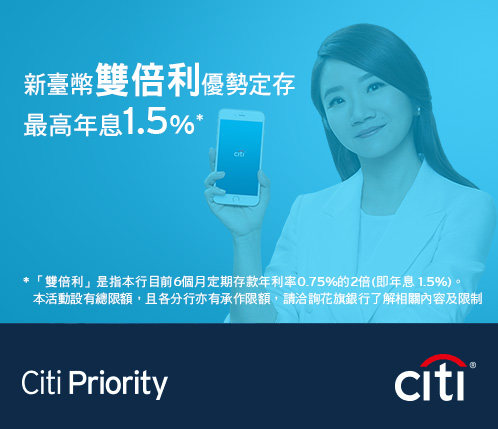 新臺幣雙倍利優勢定存
最高年息1.5%*
citi
*「雙倍利」是指本行目前6個月定期存款年利率0.75%的2倍(即年息 1.5%)。
本活動設有總限額，且各分行亦有承作限額，請洽詢花旗銀行了解相關內容及限制
Citi Priority
citi®